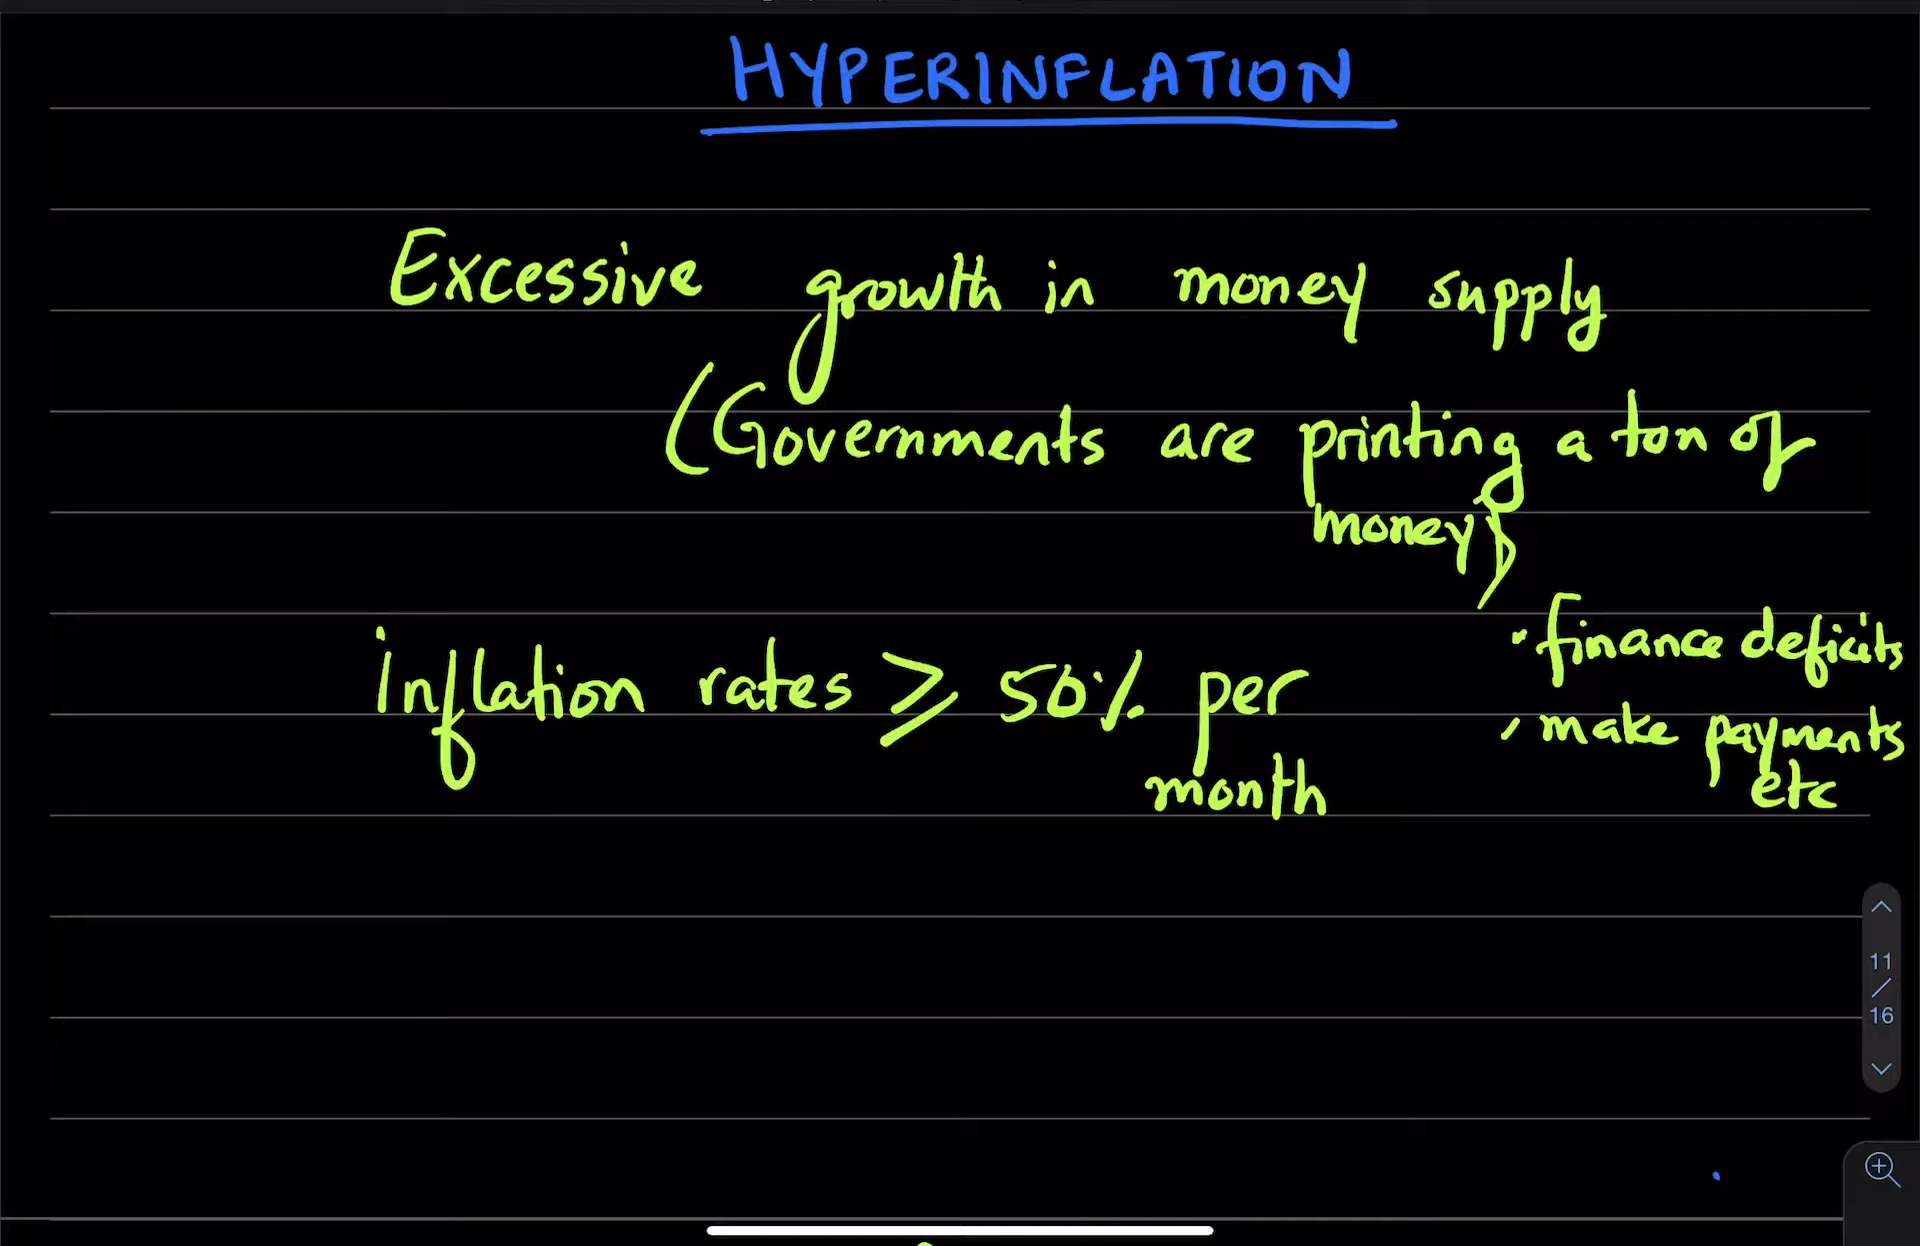 HYPERINFLATION
Excessive growth in money supply
(Governments are printing a ton of
money)
Inflation rates ≥ 50% per
month
· finance deficits
· make payments
etc
11
/
16